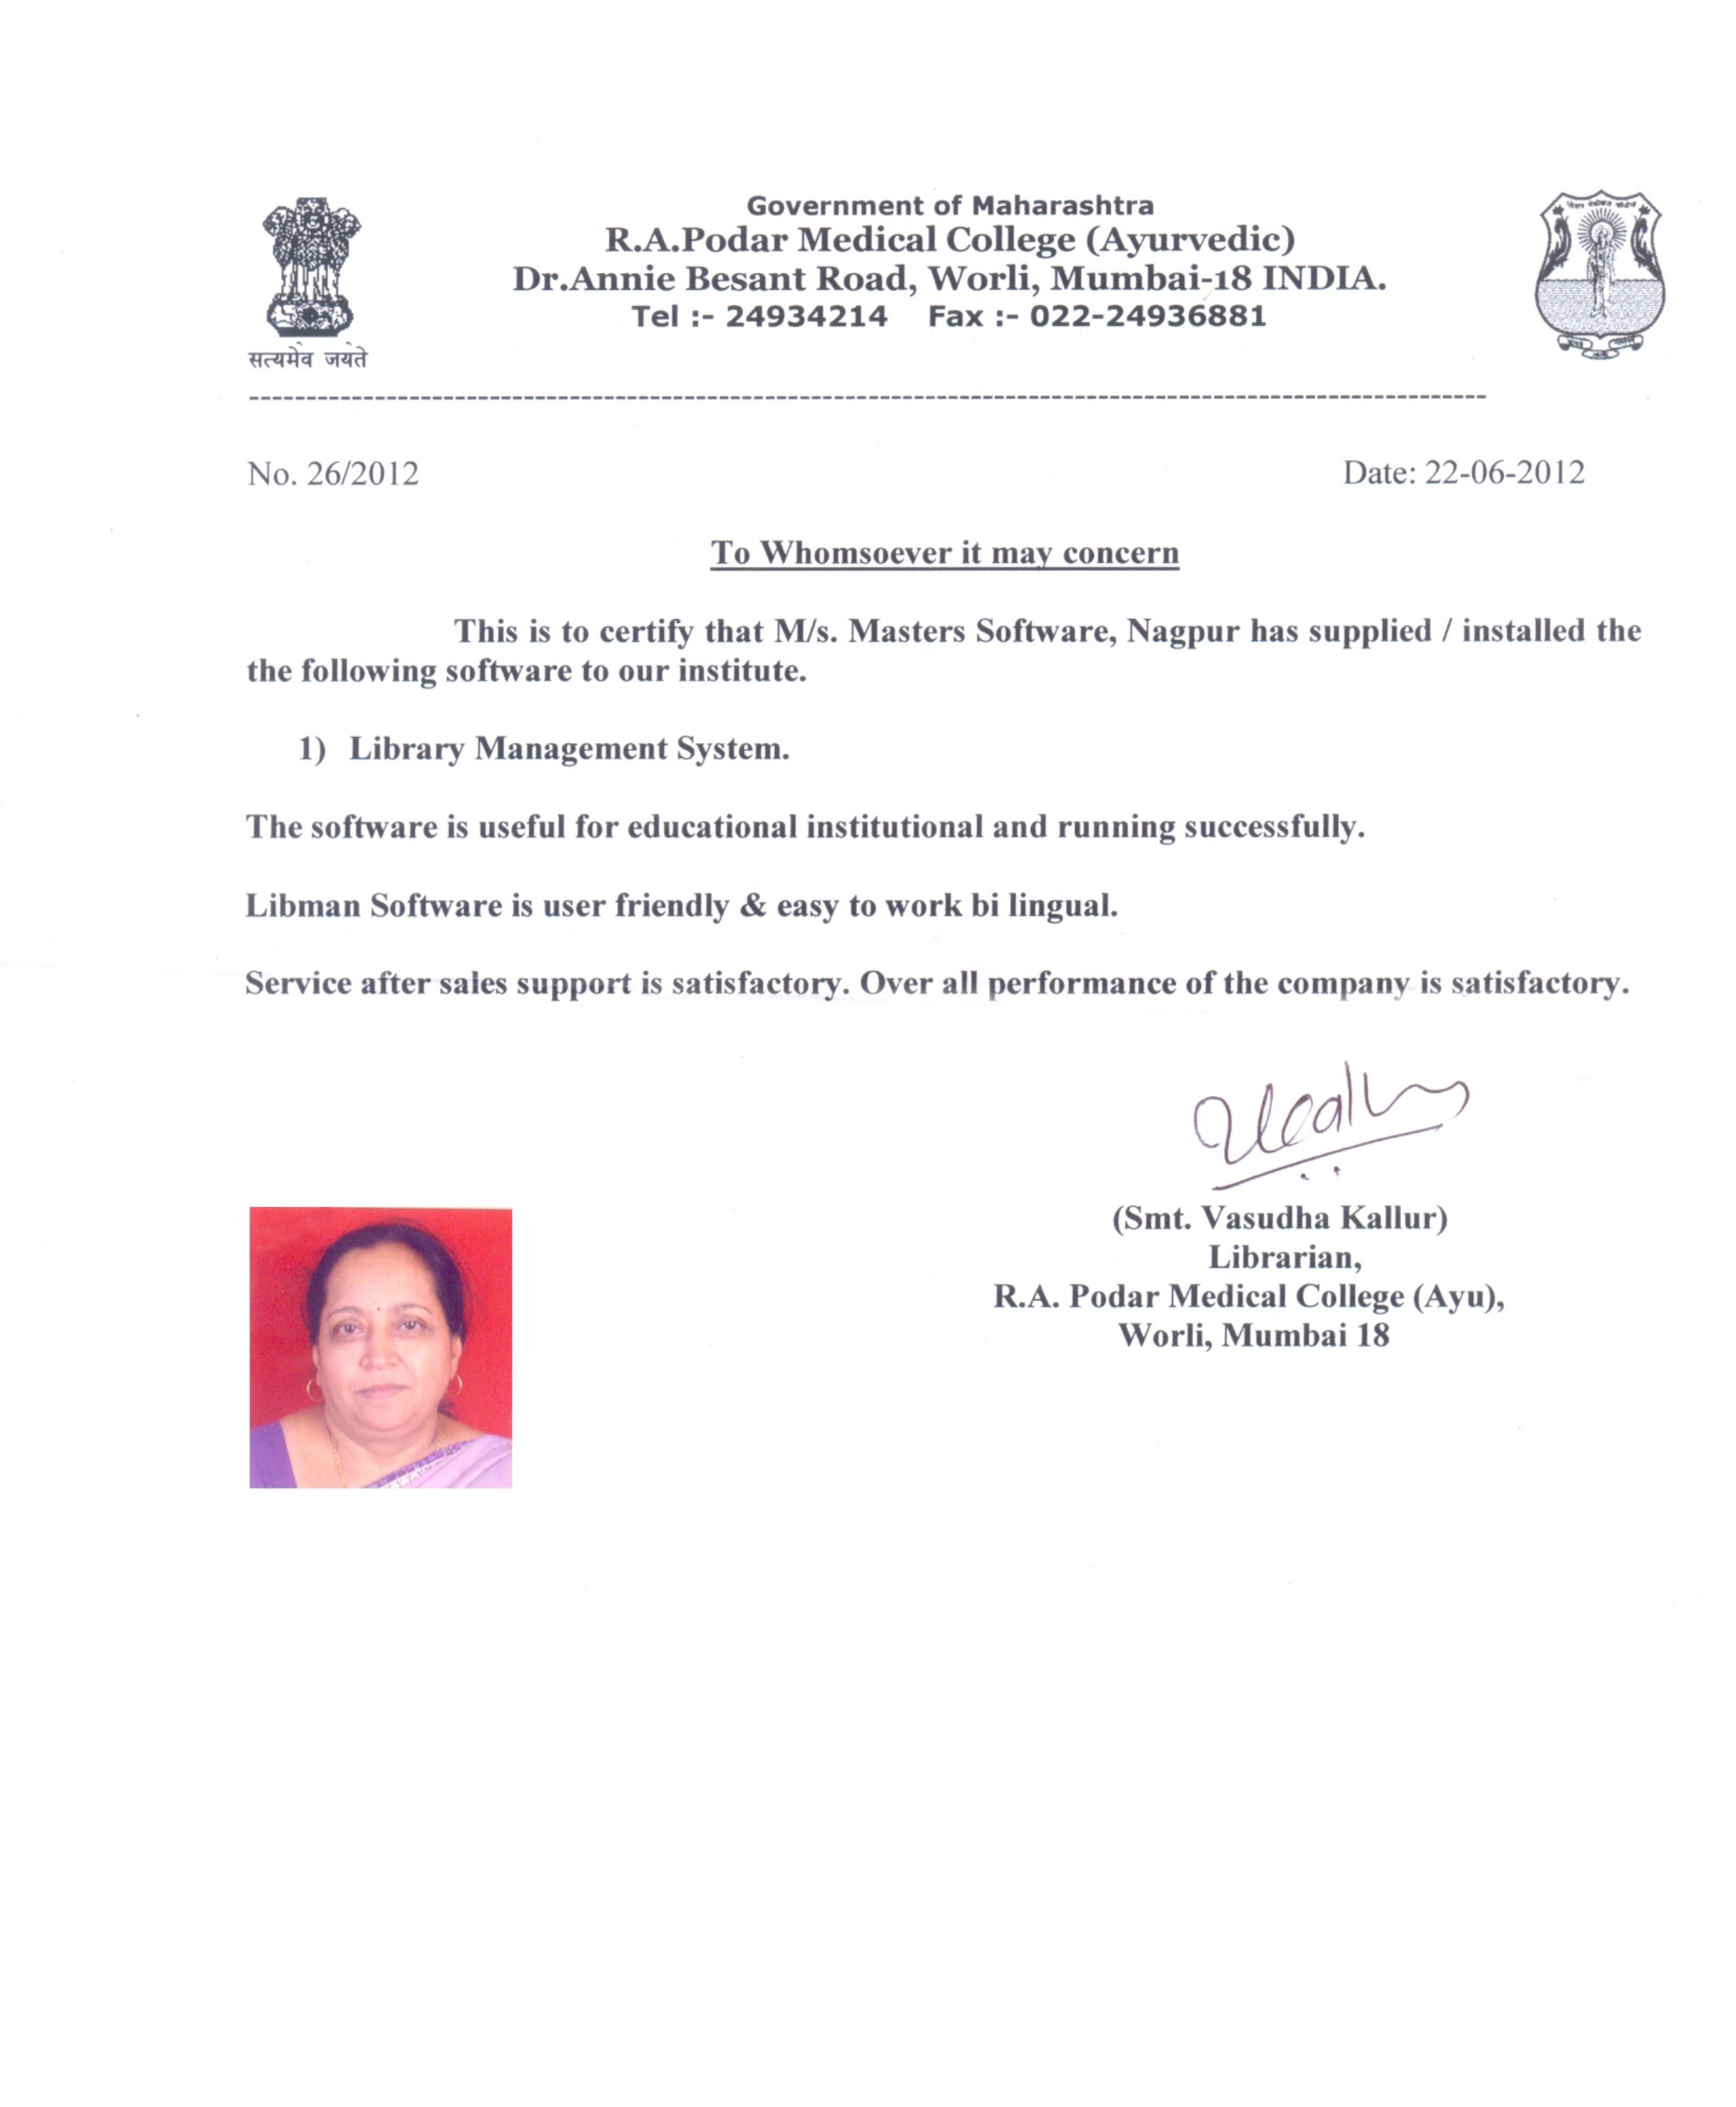 Government of Maharashtra
R.A.Podar Medical College (Ayurvedic)
Dr.Annie Besant Road, Worli, Mumbai-18 INDIA.
Tel :- 24934214    Fax :- 022-24936881
सत्यमेव जयते
No. 26/2012    Date: 22-06-2012
To Whomsoever it may concern
This is to certify that M/s. Masters Software, Nagpur has supplied / installed the
the following software to our institute.
1) Library Management System.
The software is useful for educational institutional and running successfully.
Libman Software is user friendly & easy to work bi lingual.
Service after sales support is satisfactory. Over all performance of the company is satisfactory.
(Smt. Vasudha Kallur)
Librarian,
R.A. Podar Medical College (Ayu),
Worli, Mumbai 18